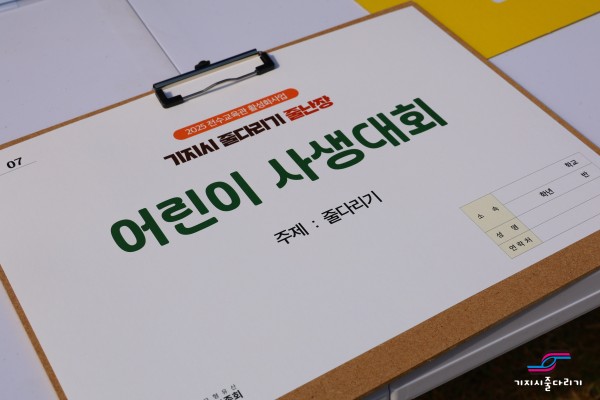 07
2025 전수교육관 활성화사업
기지시 줄다리기 줄난장
어린이 사생대회
주제 : 줄다리기
소 속 학교
학년 반
성 명
연락처
기지시줄다리기